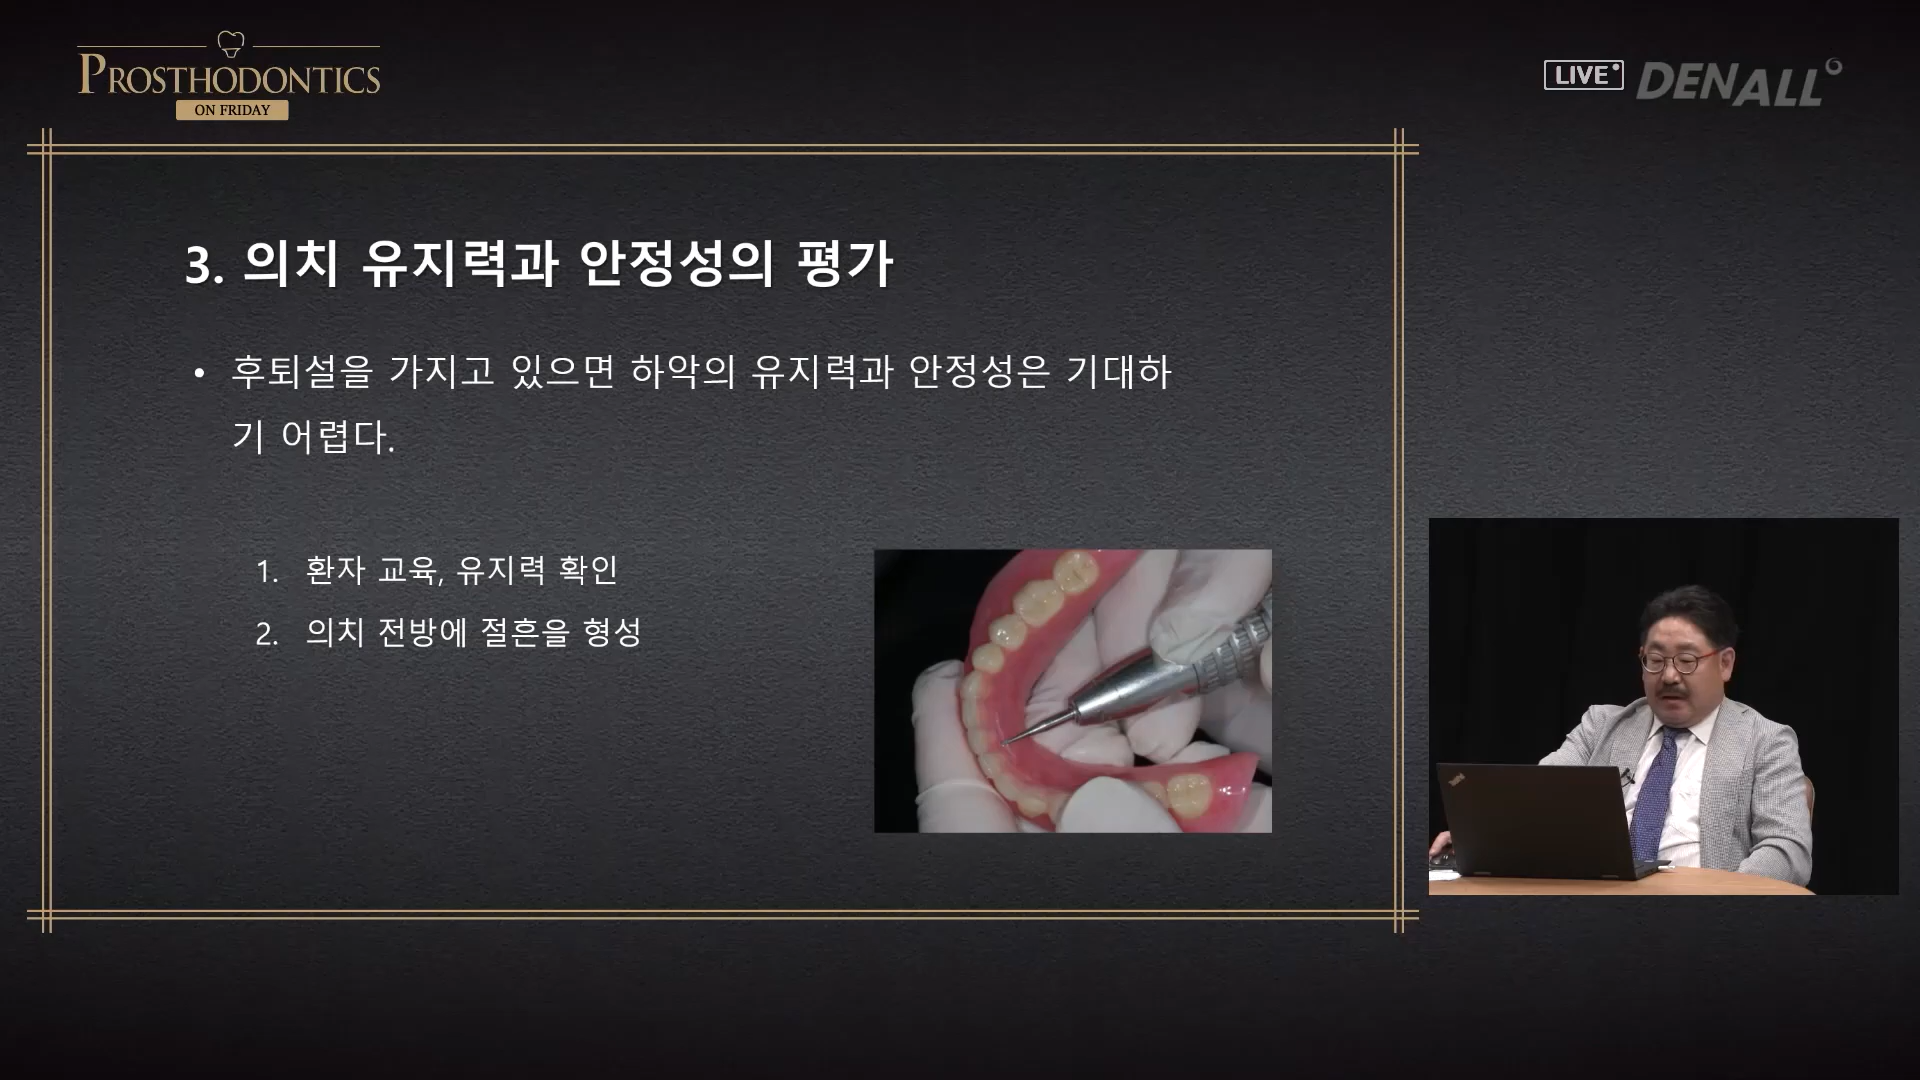 PROSTHODONTICS
ON FRIDAY
LIVE
DENALL
3. 의치 유지력과 안정성의 평가
• 후퇴설을 가지고 있으면 하악의 유지력과 안정성은 기대하
기 어렵다.
1. 환자 교육, 유지력 확인
2. 의치 전방에 절흔을 형성